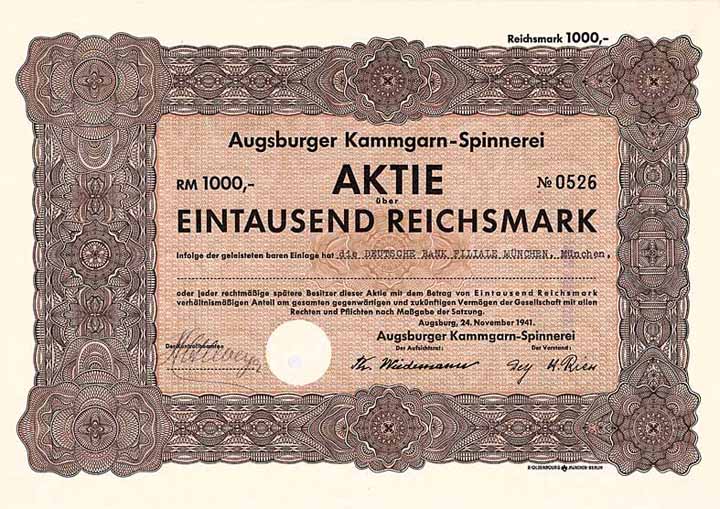 Reichsmark 1000,-
Augsburger Kammgarn-Spinnerei
RM 1000,- AKTIE № 0526
über
EINTAUSEND REICHSMARK
Infolge der geleisteten baren Einlage hat die DEUTSCHE BANK FILIALE MÜNCHEN, München,
oder jeder rechtmäßige spätere Besitzer dieser Aktie mit dem Betrag von Eintausend Reichsmark
verhältnismäßigen Anteil am gesamten gegenwärtigen und zukünftigen Vermögen der Gesellschaft mit allen
Rechten und Pflichten nach Maßgabe der Satzung.
Augsburg, 24. November 1941.
Augsburger Kammgarn-Spinnerei
Der Kontrollbeamte: Der Aufsichtsrat: Der Vorstand:
Th. Wiedemann
R. OLDENBOURG MÜNCHEN-BERLIN